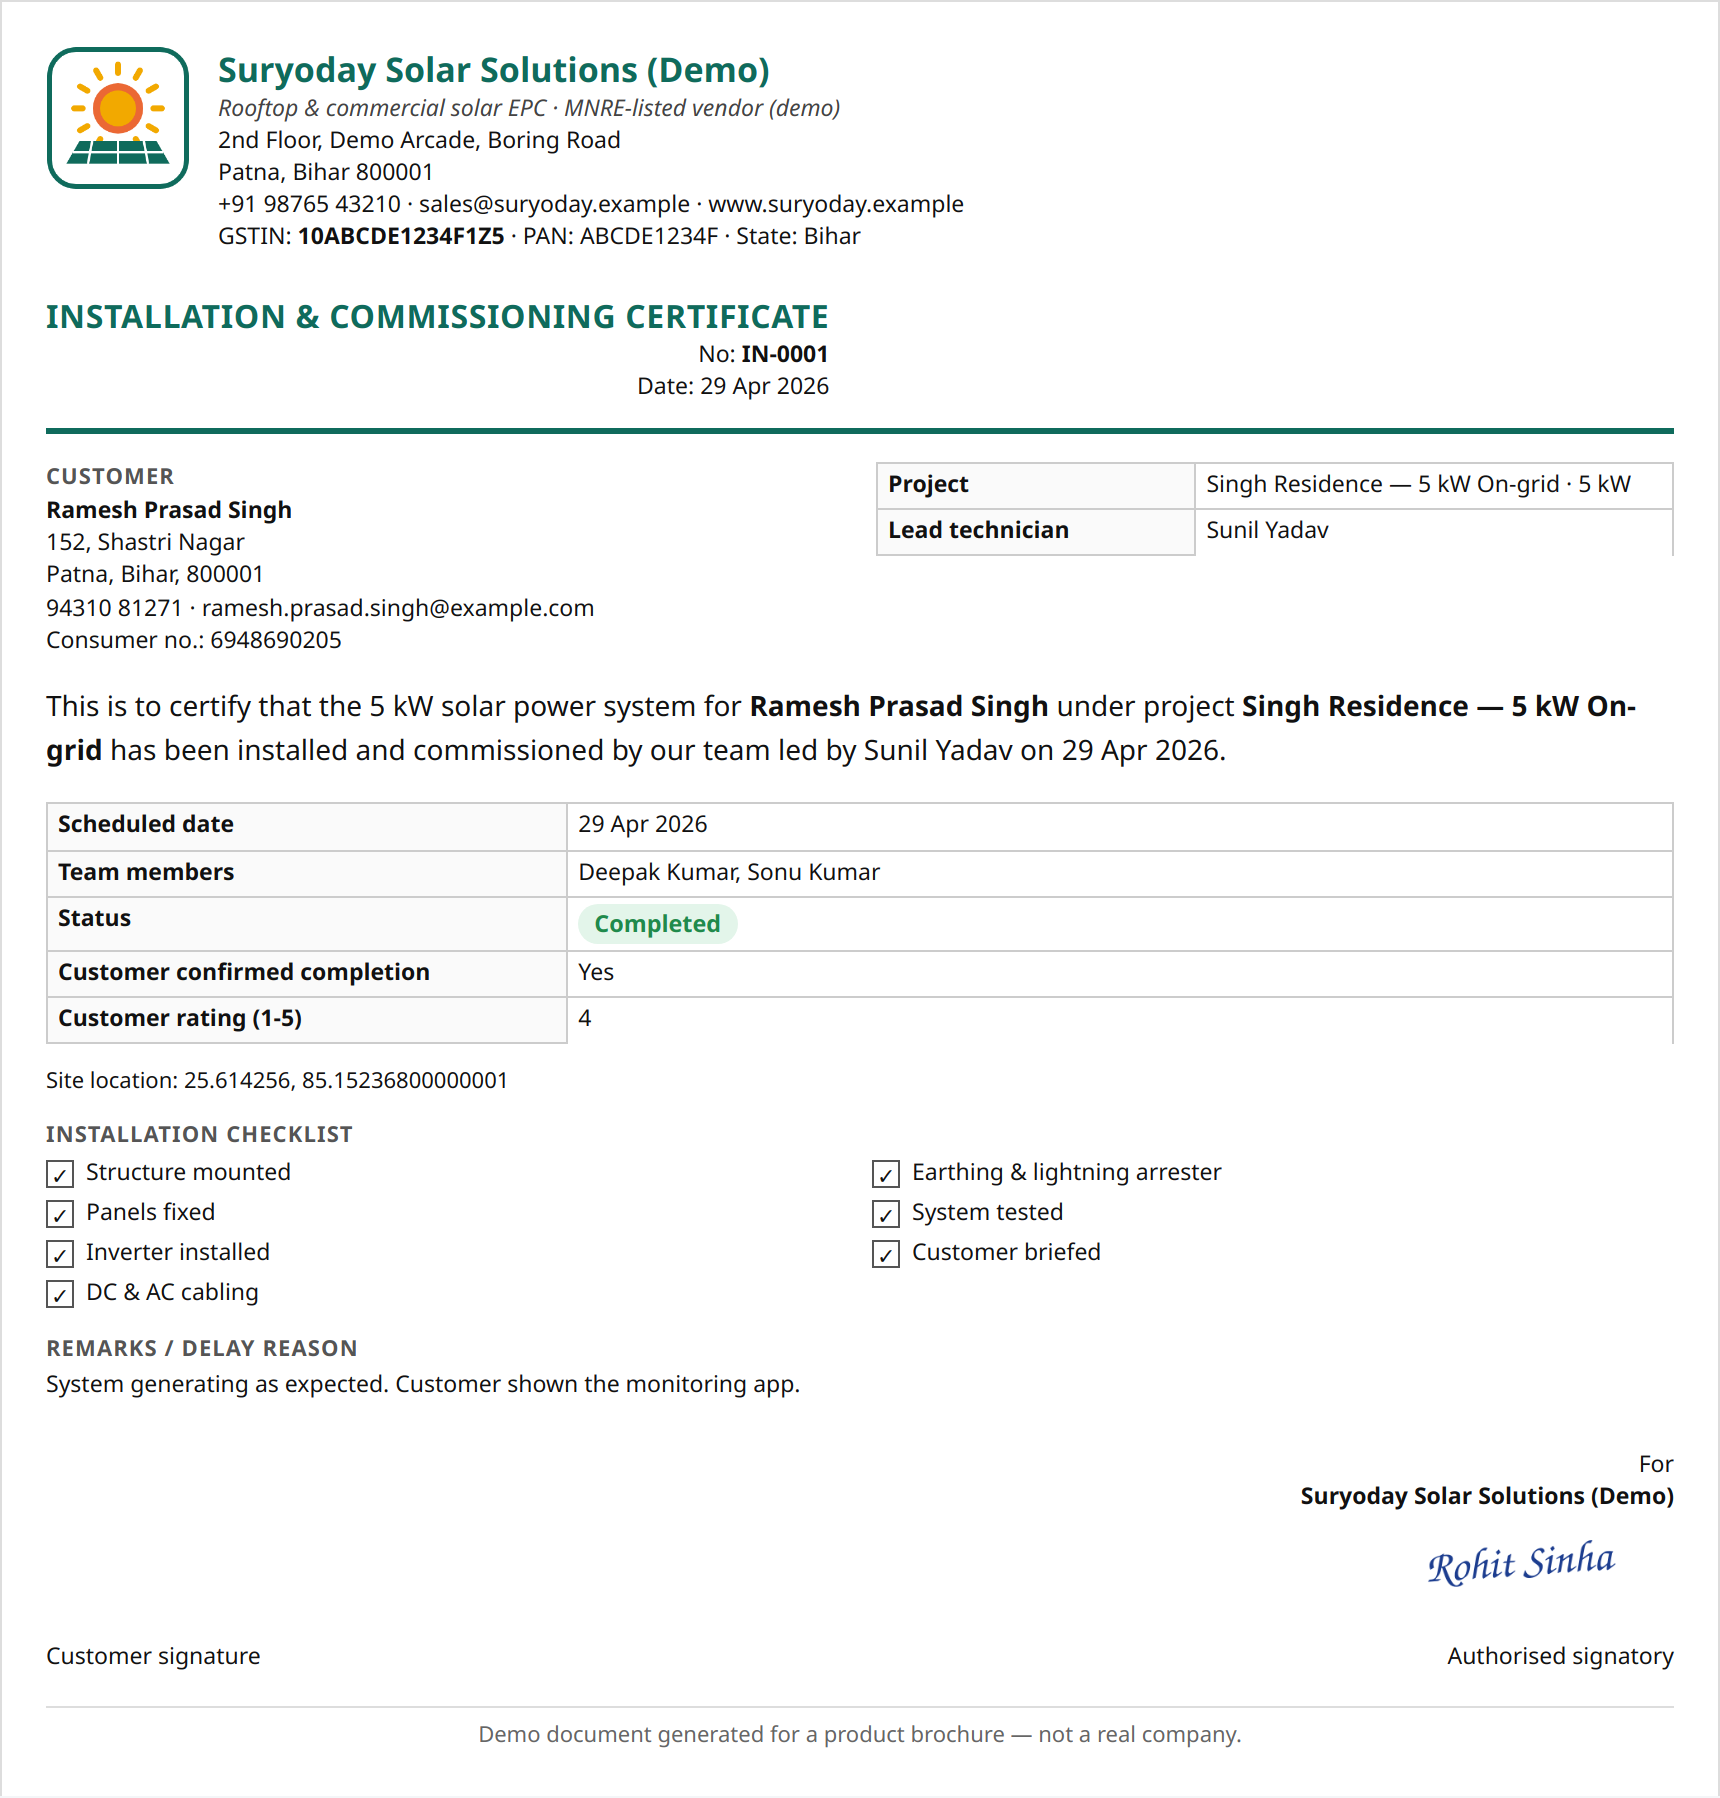 Suryoday Solar Solutions (Demo)
Rooftop & commercial solar EPC · MNRE-listed vendor (demo)
2nd Floor, Demo Arcade, Boring Road
Patna, Bihar 800001
+91 98765 43210 · sales@suryoday.example · www.suryoday.example
GSTIN: 10ABCDE1234F1Z5 · PAN: ABCDE1234F · State: Bihar
INSTALLATION & COMMISSIONING CERTIFICATE
No: IN-0001
Date: 29 Apr 2026
CUSTOMER
Ramesh Prasad Singh
152, Shastri Nagar
Patna, Bihar, 800001
94310 81271 · ramesh.prasad.singh@example.com
Consumer no.: 6948690205
Project Singh Residence — 5 kW On-grid · 5 kW
Lead technician Sunil Yadav
This is to certify that the 5 kW solar power system for Ramesh Prasad Singh under project Singh Residence — 5 kW On-
grid has been installed and commissioned by our team led by Sunil Yadav on 29 Apr 2026.
Scheduled date 29 Apr 2026
Team members Deepak Kumar, Sonu Kumar
Status Completed
Customer confirmed completion Yes
Customer rating (1-5) 4
Site location: 25.614256, 85.15236800000001
INSTALLATION CHECKLIST
✓ Structure mounted
✓ Panels fixed
✓ Inverter installed
✓ DC & AC cabling
✓ Earthing & lightning arrester
✓ System tested
✓ Customer briefed
REMARKS / DELAY REASON
System generating as expected. Customer shown the monitoring app.
For
Suryoday Solar Solutions (Demo)
Rohit Sinha
Customer signature
Authorised signatory
Demo document generated for a product brochure — not a real company.